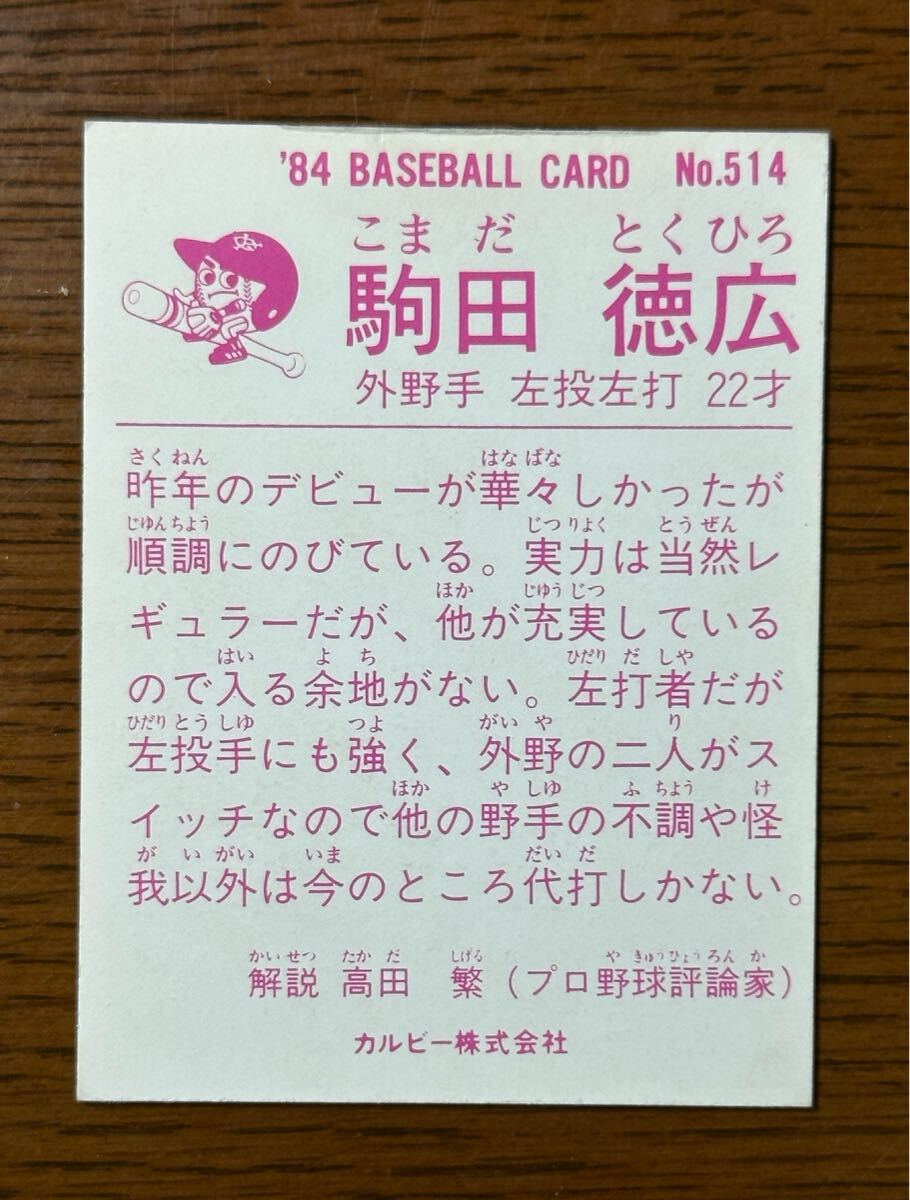 '84 BASEBALL CARD No.514
こまだ とくひろ
駒田 徳広
外野手 左投左打 22才
さくねん はなばな
昨年のデビューが華々しかったが
じゆんちよう じつりよく とうぜん
順調にのびている。実力は当然レ
ほか じゆうじつ
ギュラーだが、他が充実している
はい よち ひだりだしや
ので入る余地がない。左打者だが
ひだりとうしゆ つよ がいや り
左投手にも強く、外野の二人がス
ほか やしゆ ふちよう け
イッチなので他の野手の不調や怪
がいがい いま だいだ
我以外は今のところ代打しかない。
かいせつ たかだ しげる やきゅうひょうろんか
解説 高田 繁(プロ野球評論家)
カルビー株式会社